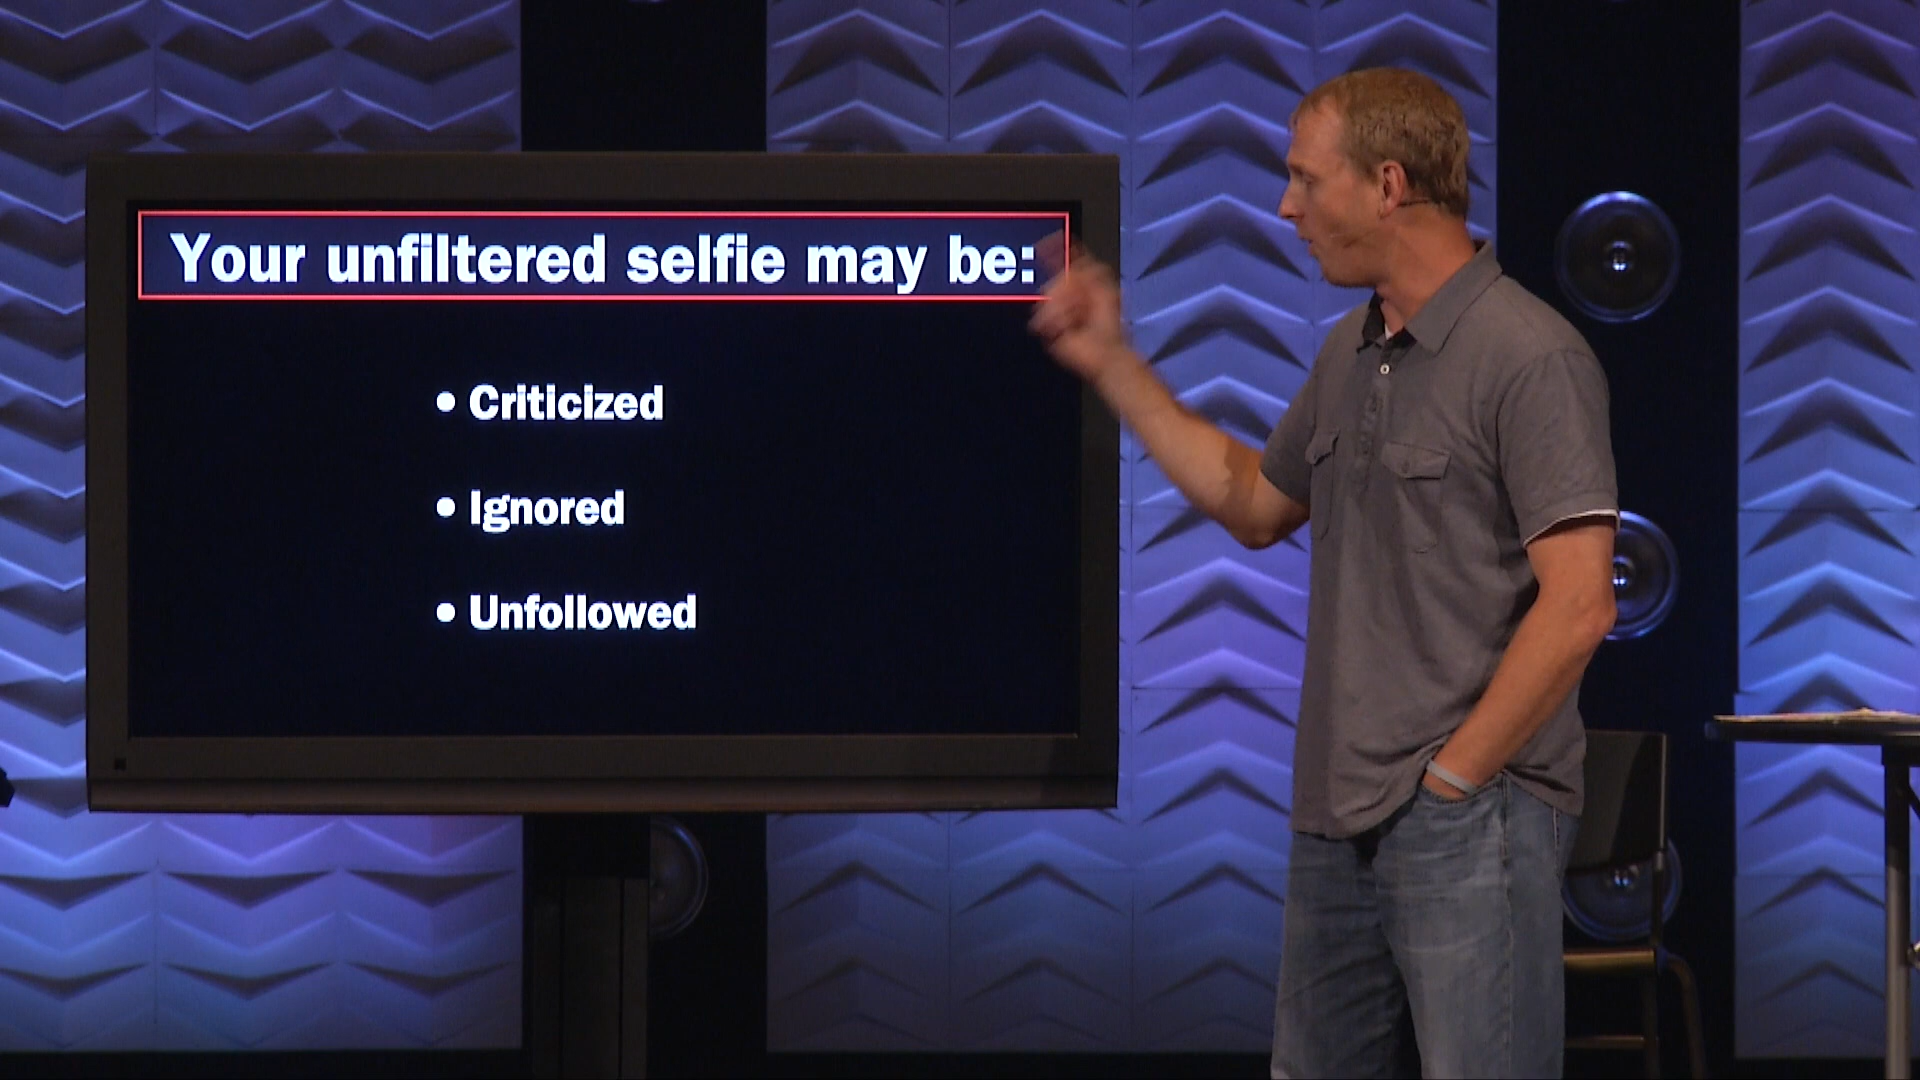 Your unfiltered selfie may be:
• Criticized
• Ignored
• Unfollowed